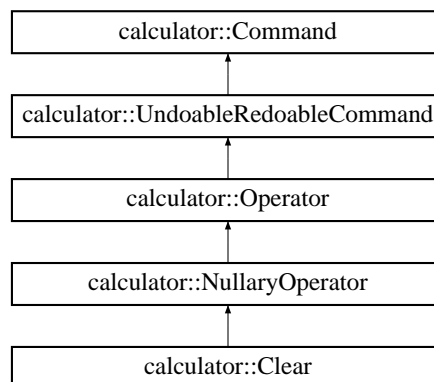 calculator::Command
calculator::UndoableRedoableCommand
calculator::Operator
calculator::NullaryOperator
calculator::Clear